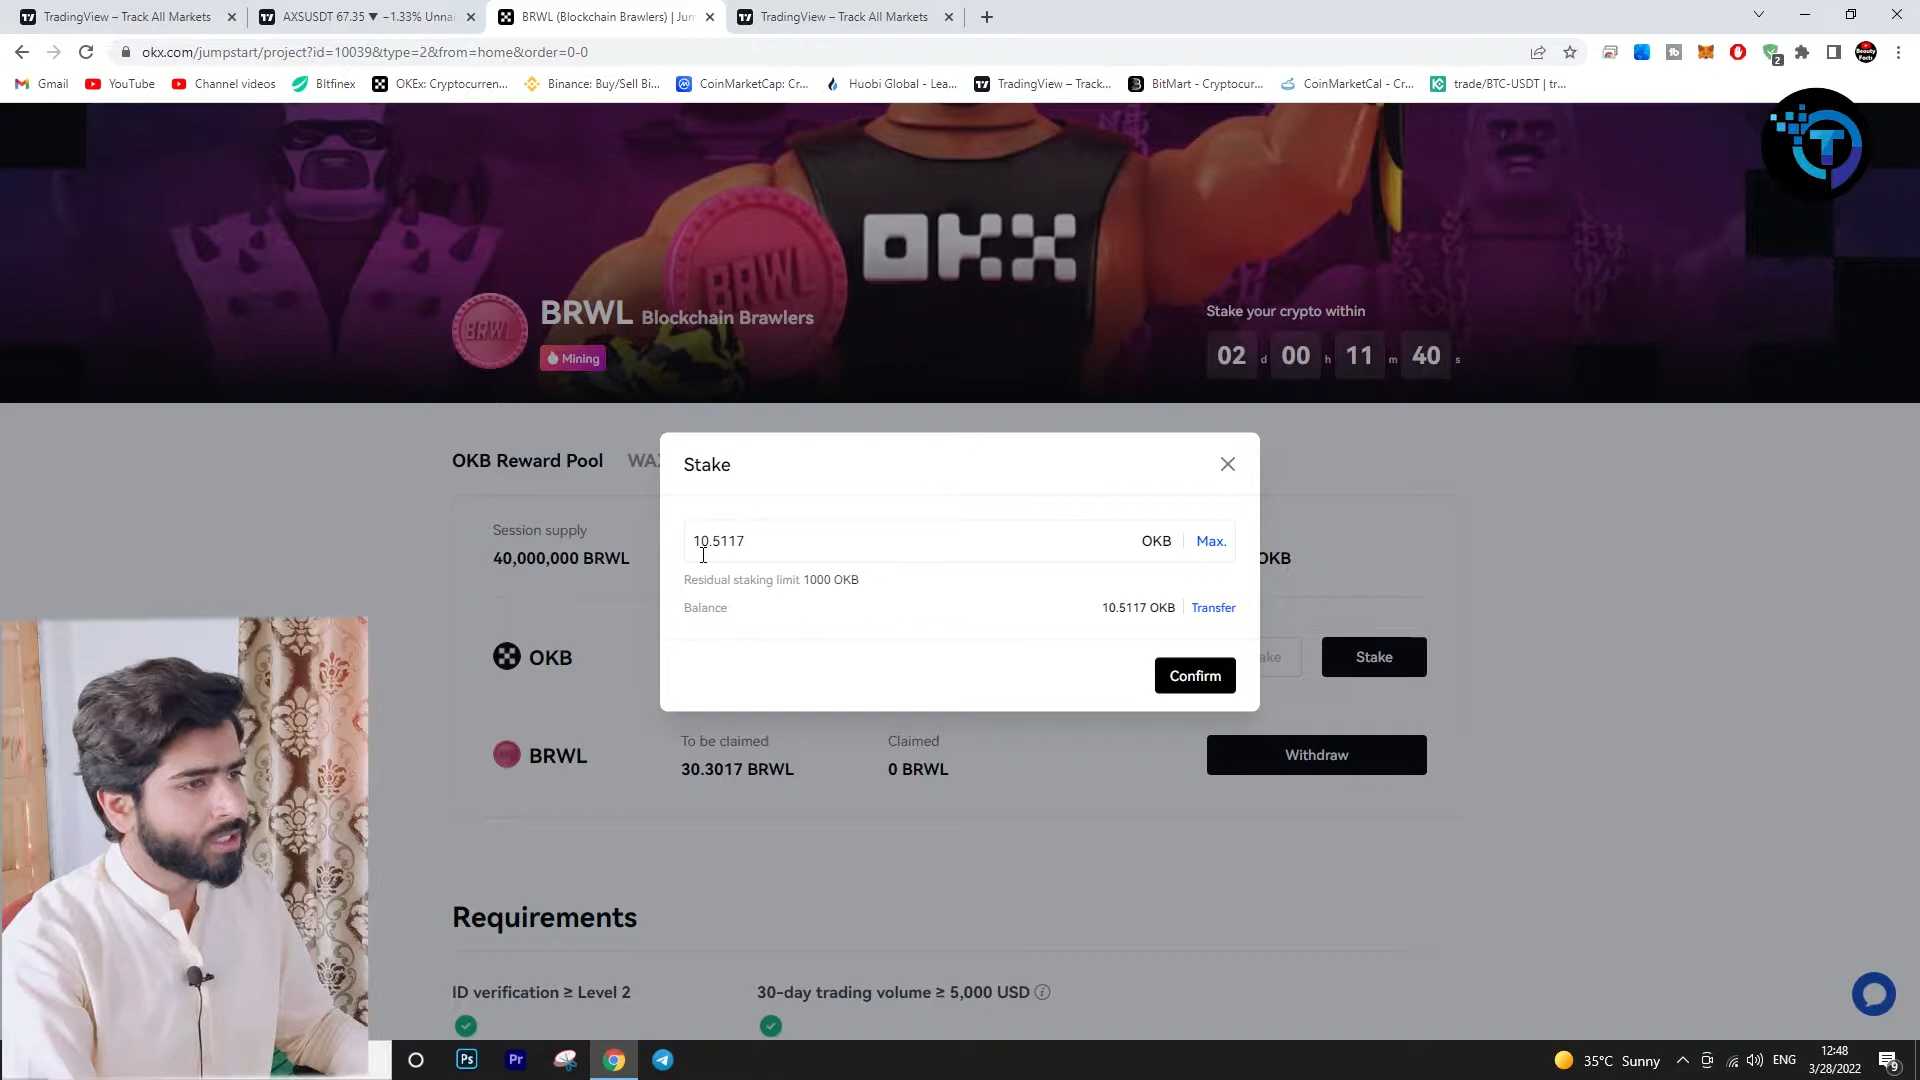 TradingView – Track All Markets
AXSUSDT 67.35 ▼ −1.33% Unna
BRWL (Blockchain Brawlers) | Jum
TradingView – Track All Markets
okx.com/jumpstart/project?id=10039&type=2&from=home&order=0-0
Gmail
YouTube
Channel videos
BItfinex
OKEx: Cryptocurren...
Binance: Buy/Sell Bi...
CoinMarketCap: Cr...
Huobi Global - Lea...
TradingView – Track...
BitMart - Cryptocur...
CoinMarketCal - Cr...
trade/BTC-USDT | tr...
OKX
BRWL
BRWL Blockchain Brawlers
Mining
Stake your crypto within
02 d 00 h 11 m 40 s
OKB Reward Pool
WAX
Session supply
40,000,000 BRWL
OKB
Stake
10.5117
OKB
Max.
Residual staking limit 1000 OKB
Balance
10.5117 OKB
Transfer
Confirm
OKB
ake
Stake
BRWL
To be claimed
30.3017 BRWL
Claimed
0 BRWL
Withdraw
Requirements
ID verification ≥ Level 2
30-day trading volume ≥ 5,000 USD
Ps
Pr
35°C Sunny
ENG
12:48
3/28/2022
9